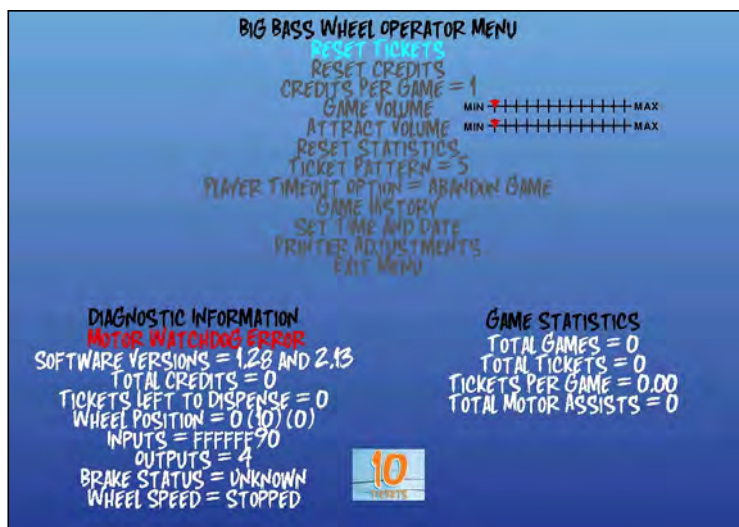 BIG BASS WHEEL OPERATOR MENU
RESET TICKETS
RESET CREDITS
CREDITS PER GAME = 1
GAME VOLUME MIN MAX
ATTRACT VOLUME MIN MAX
RESET STATISTICS
TICKET PATTERN = 5
PLAYER TIMEOUT OPTION = ABANDON GAME
GAME HISTORY
SET TIME AND DATE
PRINTER ADJUSTMENTS
EXIT MENU
DIAGNOSTIC INFORMATION
MOTOR WATCHDOG ERROR
SOFTWARE VERSIONS = 1.28 AND 2.13
TOTAL CREDITS = 0
TICKETS LEFT TO DISPENSE = 0
WHEEL POSITION = 0 (10) (0)
INPUTS = FFFFFF90
OUTPUTS = 4
BRAKE STATUS = UNKNOWN
WHEEL SPEED = STOPPED
GAME STATISTICS
TOTAL GAMES = 0
TOTAL TICKETS = 0
TICKETS PER GAME = 0.00
TOTAL MOTOR ASSISTS = 0
10
TICKETS